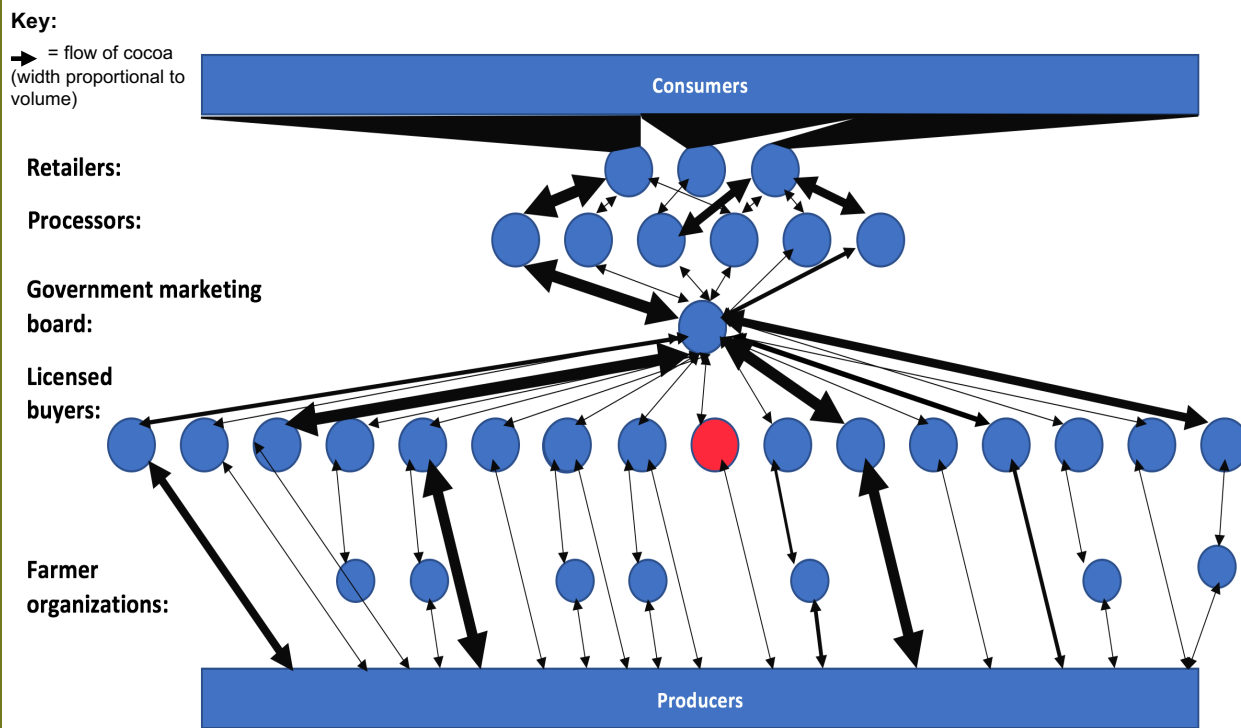 Key:
= flow of cocoa
(width proportional to
volume)
Consumers
Retailers:
Processors:
Government marketing
board:
Licensed
buyers:
Farmer
organizations:
Producers